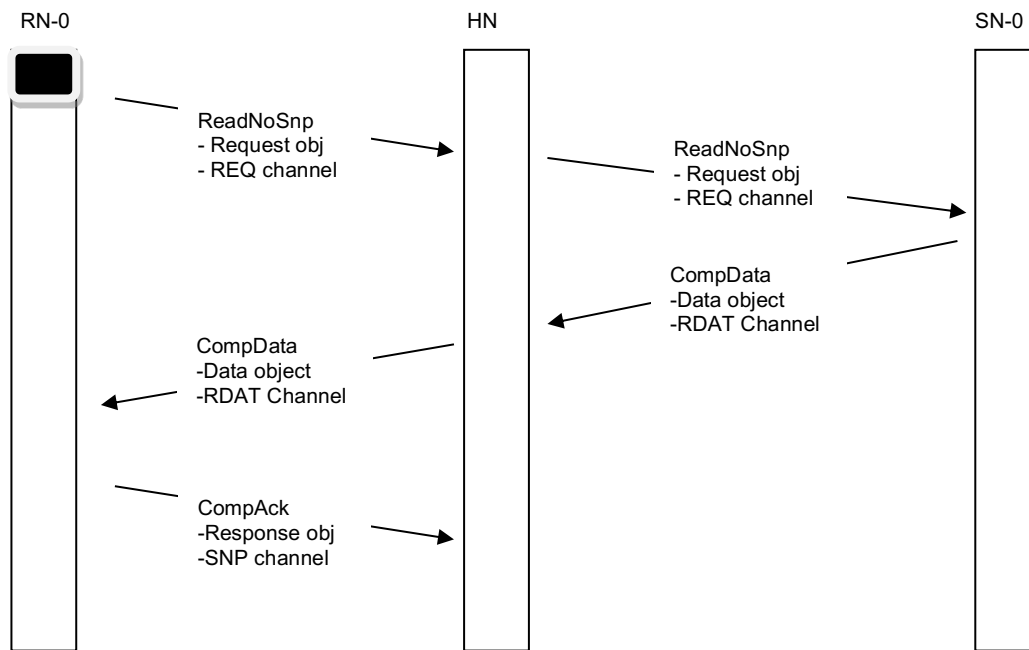 RN-0
HN
SN-0
ReadNoSnp
- Request obj
- REQ channel
ReadNoSnp
- Request obj
- REQ channel
CompData
-Data object
-RDAT Channel
CompData
-Data object
-RDAT Channel
CompAck
-Response obj
-SNP channel